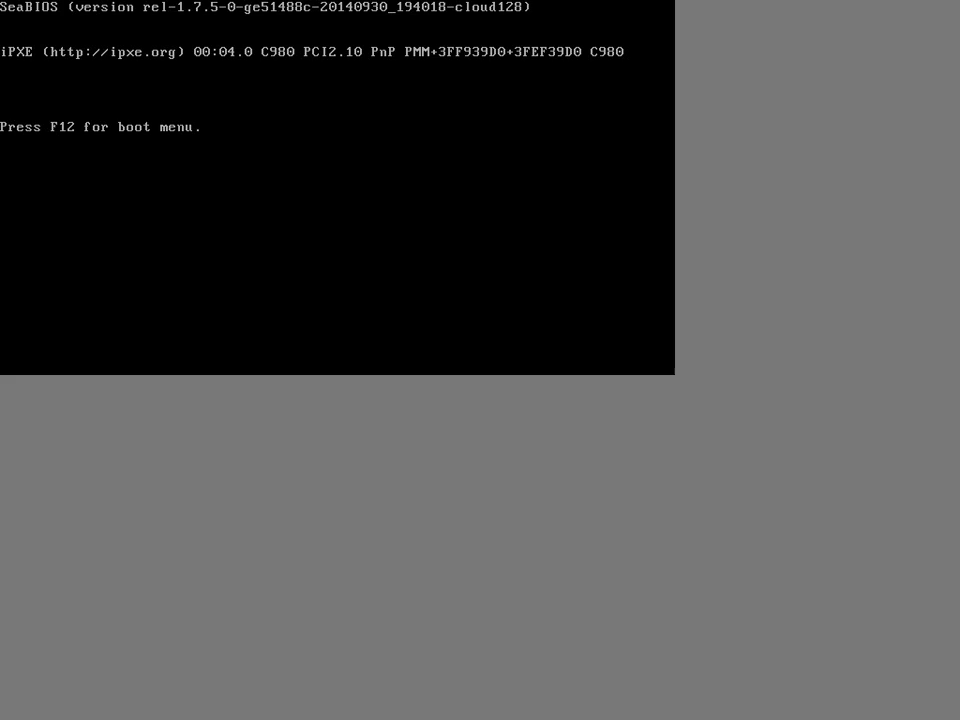 SeaBIOS (version rel-1.7.5-0-ge51488c-20140930_194018-cloud128)
iPXE (http://ipxe.org) 00:04.0 C980 PCI2.10 PnP PMM+3FF939D0+3FEF39D0 C980
Press F12 for boot menu.